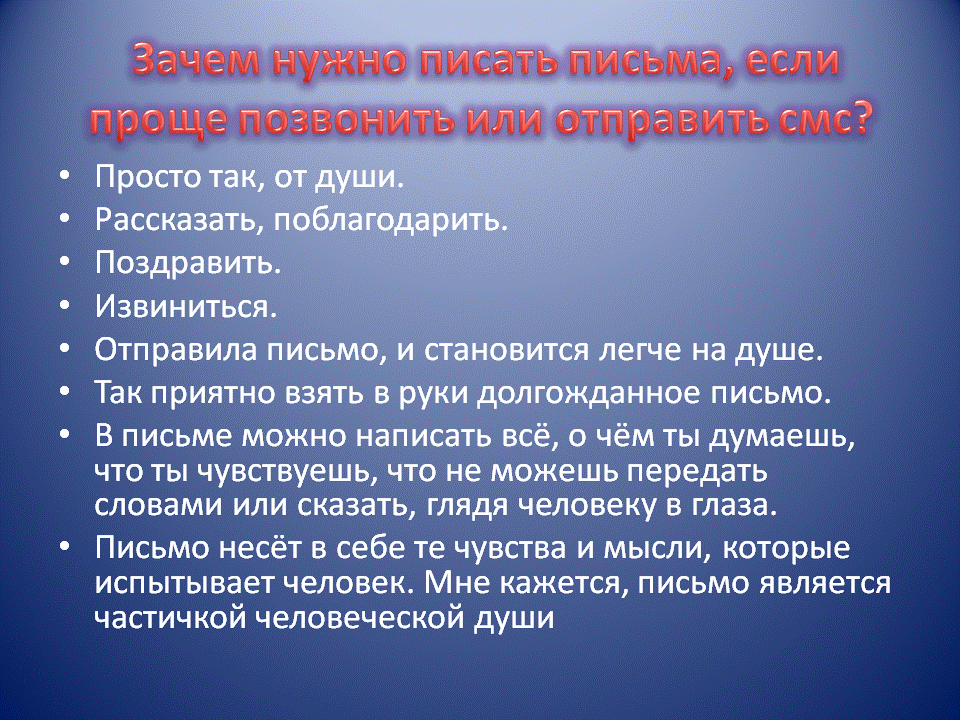 Зачем нужно писать письма, если
проще позвонить или отправить смс?
• Просто так, от души.
• Рассказать, поблагодарить.
• Поздравить.
• Извиниться.
• Отправила письмо, и становится легче на душе.
• Так приятно взять в руки долгожданное письмо.
• В письме можно написать всё, о чём ты думаешь,
что ты чувствуешь, что не можешь передать
словами или сказать, глядя человеку в глаза.
• Письмо несёт в себе те чувства и мысли, которые
испытывает человек. Мне кажется, письмо является
частичкой человеческой души